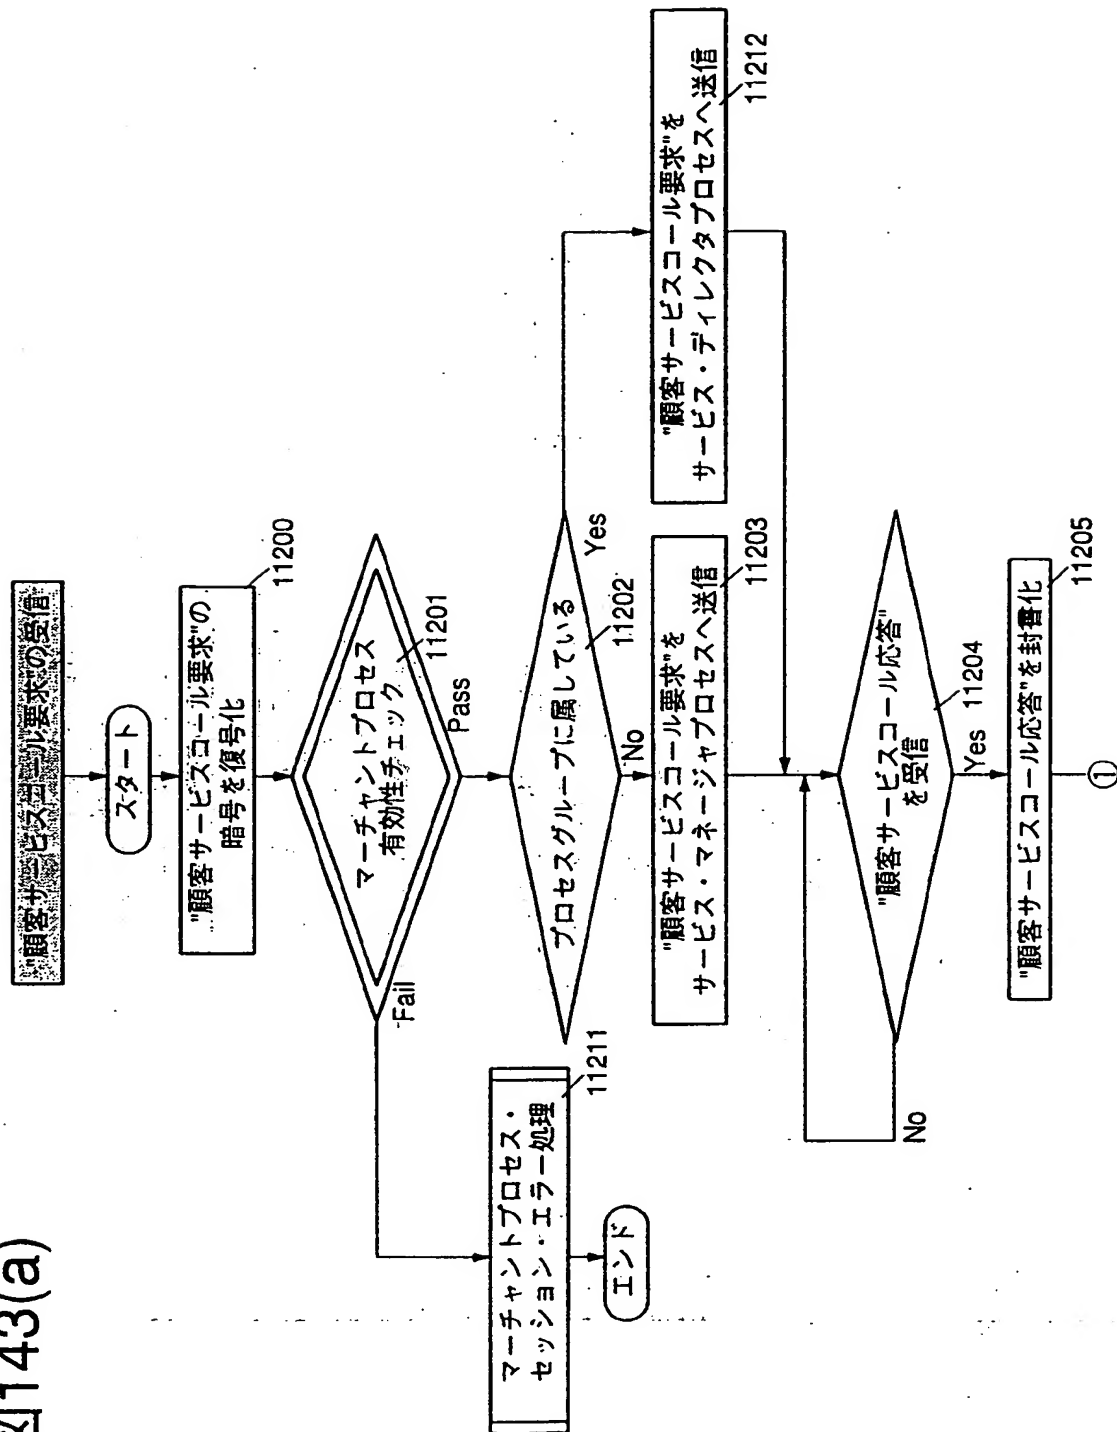 図143(a)
"顧客サービスコール要求"の受信
スタート
"顧客サービスコール要求"の
暗号を復号化
11200
マーチャントプロセス
有効性チェック
11201
Fail
Pass
マーチャントプロセス・
セッション・エラー処理
11211
エンド
プロセスグループに属している
11202
Yes
No
"顧客サービスコール要求"を
サービス・マネージャプロセスへ送信
11203
"顧客サービスコール要求"を
サービス・ディレクタプロセスへ送信
11212
"顧客サービスコール応答"
を受信
11204
No
Yes
"顧客サービスコール応答"を封書化
11205
①